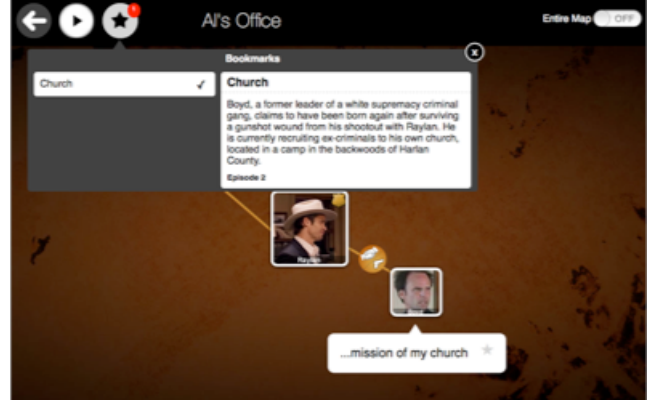 Al's Office
Entire Map OFF
Bookmarks
x
Church ✓
Church
Boyd, a former leader of a white supremacy criminal
gang, claims to have been born again after surviving
a gunshot wound from his shootout with Raylan. He
is currently recruiting ex-criminals to his own church,
located in a camp in the backwoods of Harlan
County.
Episode 2
Raylan
...mission of my church